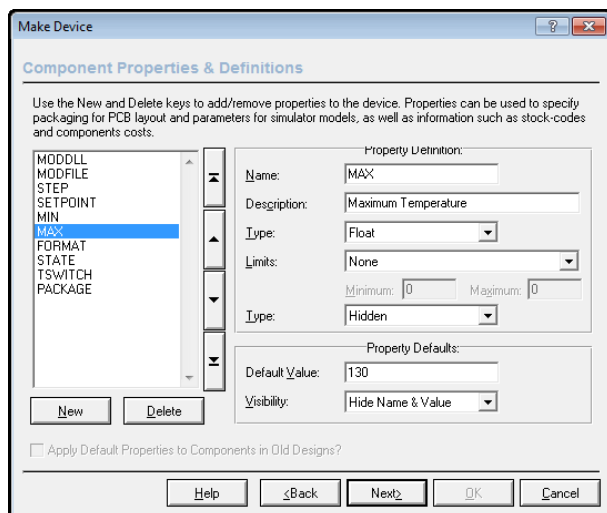 Make Device
Component Properties & Definitions
Use the New and Delete keys to add/remove properties to the device. Properties can be used to specify
packaging for PCB layout and parameters for simulator models, as well as information such as stock-codes
and components costs.
MODDLL
MODFILE
STEP
SETPOINT
MIN
MAX
FORMAT
STATE
TSWITCH
PACKAGE
New Delete
Property Definition:
Name: MAX
Description: Maximum Temperature
Type: Float
Limits: None
Minimum: 0 Maximum: 0
Type: Hidden
Property Defaults:
Default Value: 130
Visibility: Hide Name & Value
Apply Default Properties to Components in Old Designs?
Help <Back Next> OK Cancel